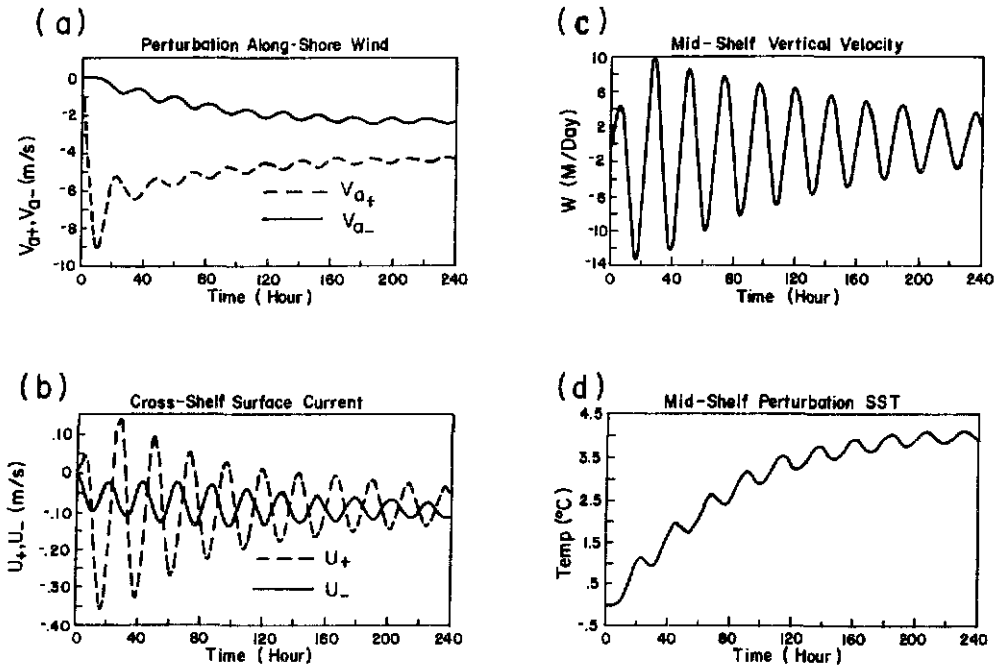 (a)
Perturbation Along-Shore Wind
0
-2
-4
-6
-8
-10
Va+,Va- (m/s)
Va+
Va-
0 40 80 120 160 200 240
Time (Hour)
(c)
Mid-Shelf Vertical Velocity
10
6
2
-2
-6
-10
-14
W (M/Day)
0 40 80 120 160 200 240
Time (Hour)
(b)
Cross-Shelf Surface Current
.10
0
-.10
-.20
-.30
-.40
U+,U- (m/s)
U+
U-
0 40 80 120 160 200 240
Time (Hour)
(d)
Mid-Shelf Perturbation SST
4.5
3.5
2.5
1.5
.5
-.5
Temp (°C)
0 40 80 120 160 200 240
Time (Hour)